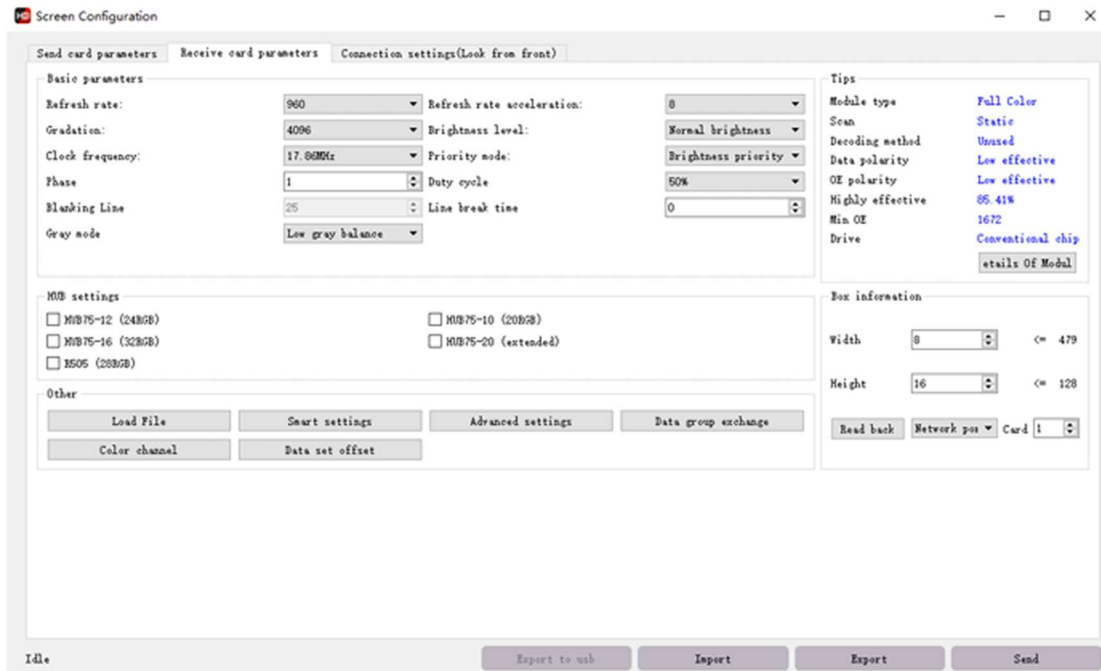 HD Screen Configuration
Send card parameters Receive card parameters Connection settings(Look from front)
Basic parameters
Refresh rate: 960 Refresh rate acceleration: 8
Gradation: 4096 Brightness level: Normal brightness
Clock frequency: 17.86MHz Priority mode: Brightness priority
Phase 1 Duty cycle 50%
Blanking Line 25 Line break time 0
Gray mode Low gray balance
Tips
Module type Full Color
Scan Static
Decoding method Unused
Data polarity Low effective
OE polarity Low effective
Highly effective 85.41%
Min OE 1672
Drive Conventional chip
etails Of Modul
HUB settings
HUB75-12 (24RGB) HUB75-10 (20RGB)
HUB75-16 (32RGB) HUB75-20 (extended)
R505 (28RGB)
Box information
Width 8 <= 479
Height 16 <= 128
Read back Network por Card 1
Other
Load File Smart settings Advanced settings Data group exchange
Color channel Data set offset
Idle Export to usb Import Export Send